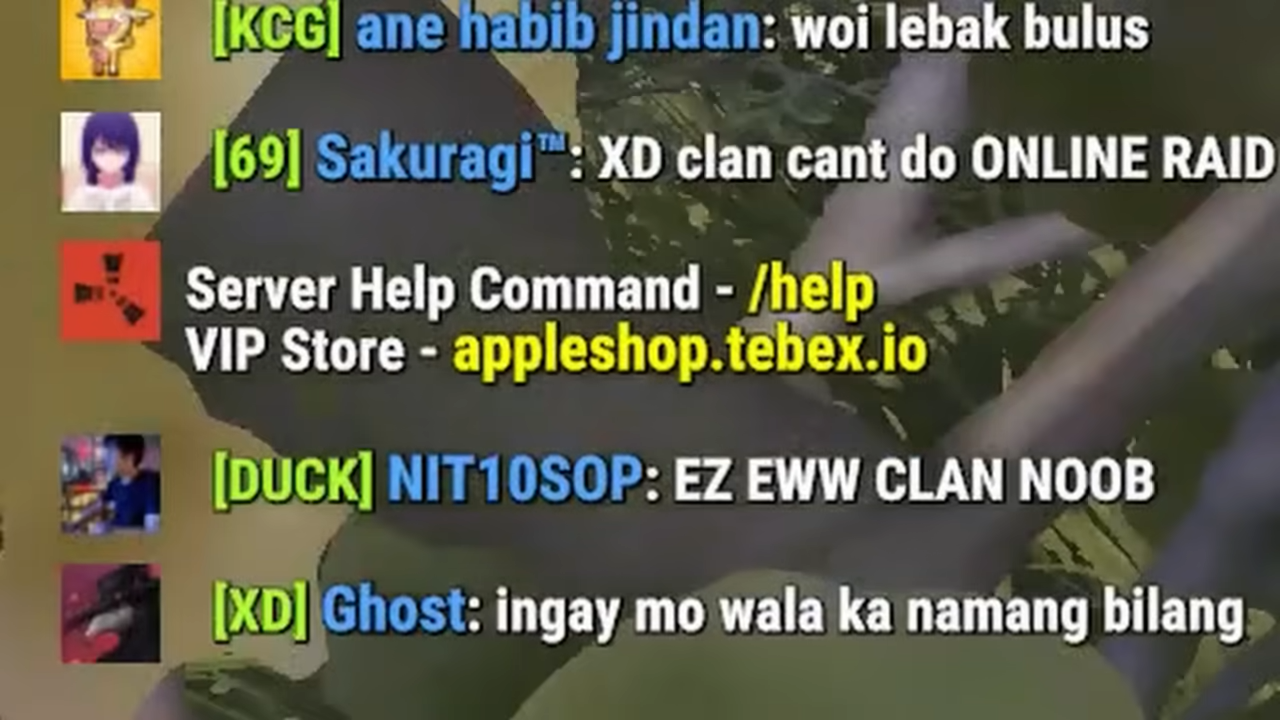 [KCG] ane habib jindan: woi lebak bulus
[69] Sakuragi™: XD clan cant do ONLINE RAID
Server Help Command - /help
VIP Store - appleshop.tebex.io
[DUCK] NIT10SOP: EZ EWW CLAN NOOB
[XD] Ghost: ingay mo wala ka namang bilang